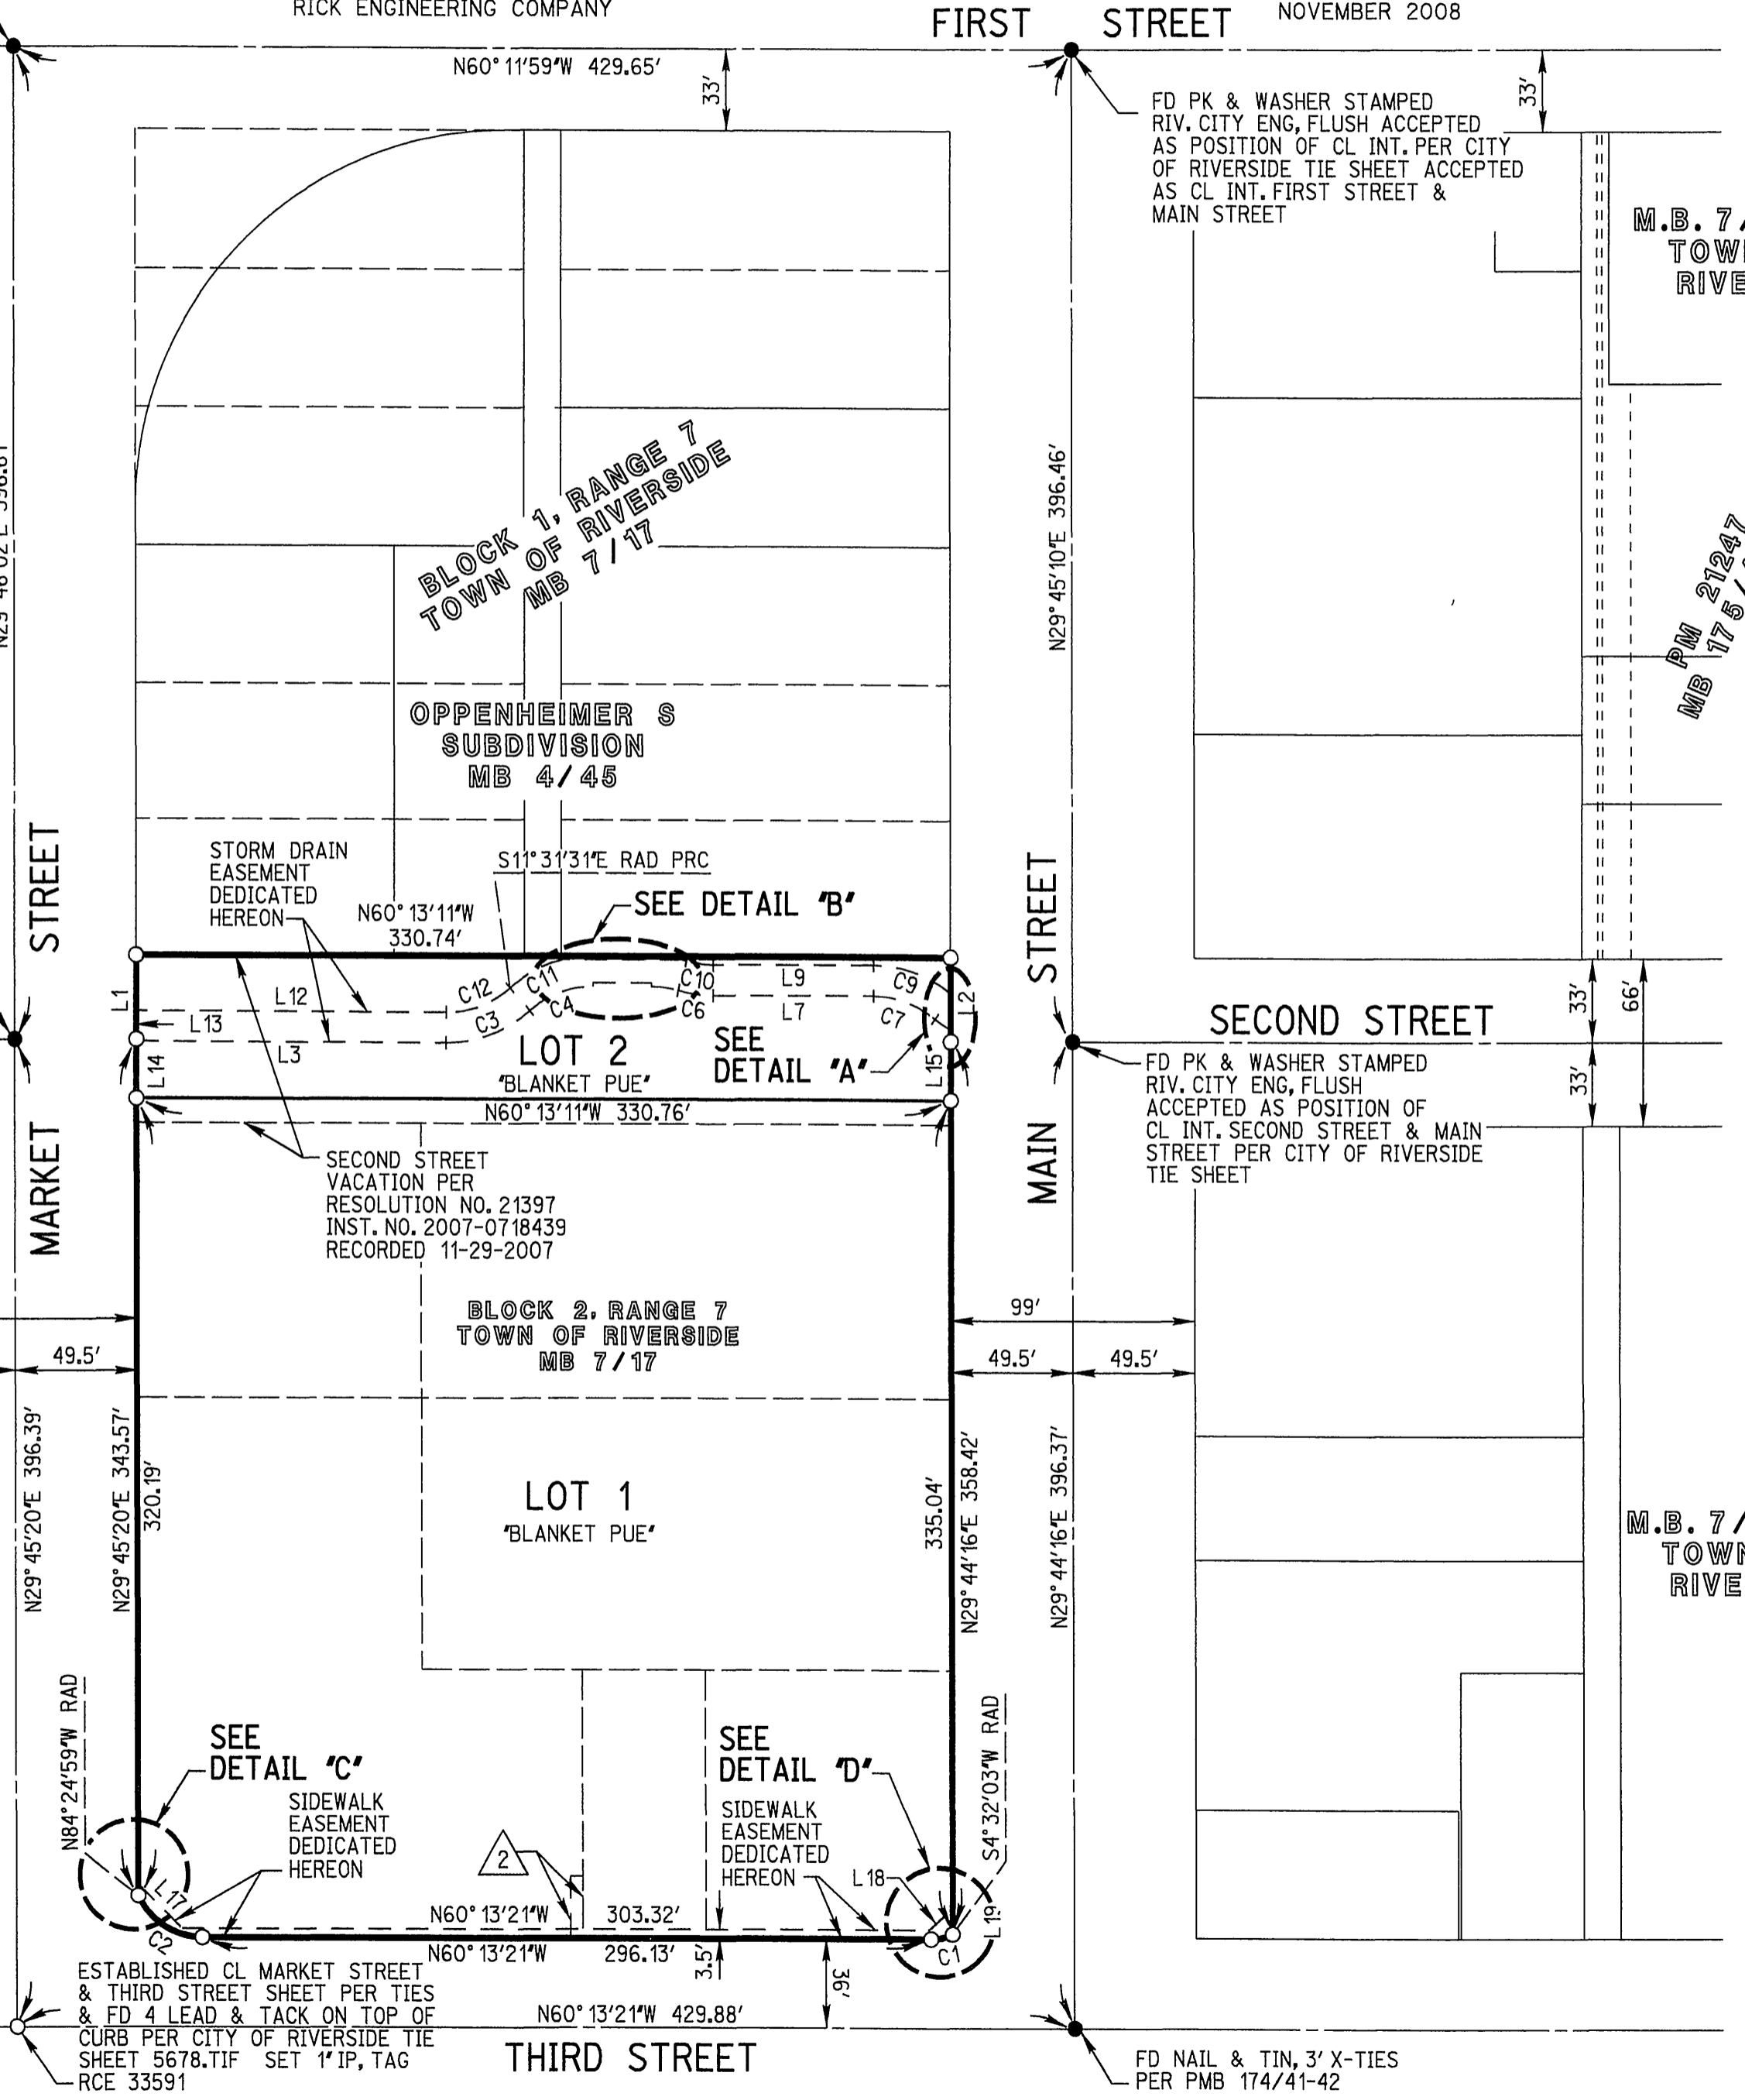 RICK ENGINEERING COMPANY
FIRST STREET
NOVEMBER 2008
N60°11'59"W 429.65'
33'
33'
FD PK & WASHER STAMPED
RIV. CITY ENG, FLUSH ACCEPTED
AS POSITION OF CL INT. PER CITY
OF RIVERSIDE TIE SHEET ACCEPTED
AS CL INT. FIRST STREET &
MAIN STREET
M.B. 7/
TOW
RIVE
BLOCK 1, RANGE 7
TOWN OF RIVERSIDE
MB 7/17
N29°45'10"E 396.46'
PM 21247
MB 175/
OPPENHEIMER S
SUBDIVISION
MB 4/45
STORM DRAIN
EASEMENT
DEDICATED
HEREON
S11°31'31"E RAD PRC
N60°13'11"W
330.74'
SEE DETAIL "B"
MARKET STREET
MAIN STREET
L1
L12
L13
L3
L14
C12
C3
C11
C4
C10
C6
L9
L7
C9
C7
L2
L15
LOT 2
"BLANKET PUE"
SEE
DETAIL "A"
N60°13'11"W 330.76'
SECOND STREET
33'
66'
33'
FD PK & WASHER STAMPED
RIV. CITY ENG, FLUSH
ACCEPTED AS POSITION OF
CL INT. SECOND STREET & MAIN
STREET PER CITY OF RIVERSIDE
TIE SHEET
SECOND STREET
VACATION PER
RESOLUTION NO. 21397
INST. NO. 2007-0718439
RECORDED 11-29-2007
BLOCK 2, RANGE 7
TOWN OF RIVERSIDE
MB 7/17
99'
49.5'
49.5'
49.5'
N29°45'20"E 396.39'
N29°45'20"E 343.57'
320.19'
LOT 1
"BLANKET PUE"
335.04'
N29°44'16"E 358.42'
N29°44'16"E 396.37'
M.B. 7/
TOWN
RIVE
N84°24'59"W RAD
SEE
DETAIL "C"
SIDEWALK
EASEMENT
DEDICATED
HEREON
2
SEE
DETAIL "D"
SIDEWALK
EASEMENT
DEDICATED
HEREON
S4°32'03"W RAD
L17
L18
L19
C2
C1
N60°13'21"W 303.32'
N60°13'21"W 296.13'
3.5'
36'
ESTABLISHED CL MARKET STREET
& THIRD STREET SHEET PER TIES
& FD 4 LEAD & TACK ON TOP OF
CURB PER CITY OF RIVERSIDE TIE
SHEET 5678.TIF SET 1" IP, TAG
RCE 33591
N60°13'21"W 429.88'
THIRD STREET
FD NAIL & TIN, 3' X-TIES
PER PMB 174/41-42